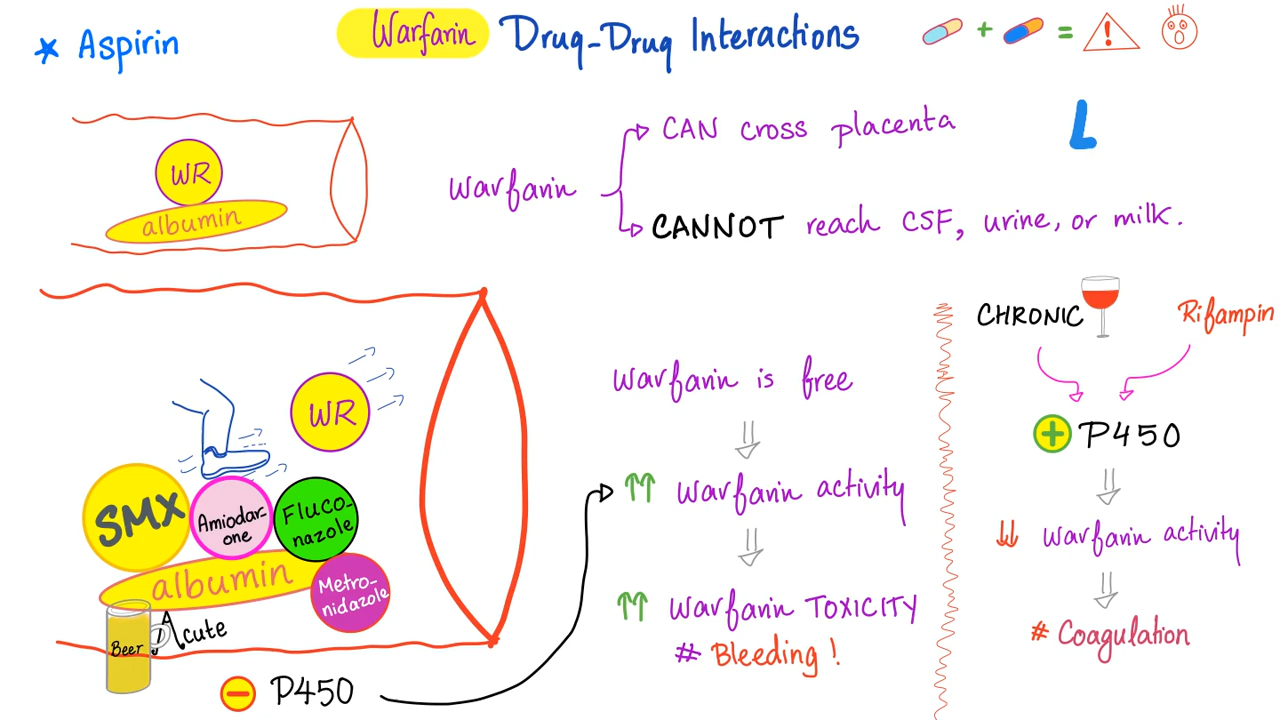 * Aspirin
Warfarin Drug-Drug Interactions
+ = !
WR
albumin
Warfarin
CAN cross placenta
CANNOT reach CSF, urine, or milk.
L
WR
SMX
Amiodar-
one
Fluco-
nazole
albumin
Metro-
nidazole
Beer
Acute
P450
Warfarin is free
⇓
↑↑ Warfarin activity
⇓
↑↑ Warfarin TOXICITY
# Bleeding !
CHRONIC
Rifampin
+ P450
⇓
↓↓ Warfarin activity
⇓
# Coagulation